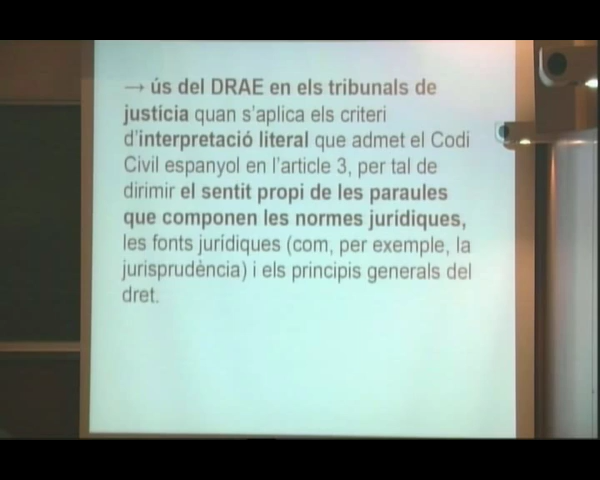 → ús del DRAE en els tribunals de
justícia quan s'aplica els criteri
d'interpretació literal que admet el Codi
Civil espanyol en l'article 3, per tal de
dirimir el sentit propi de les paraules
que componen les normes jurídiques,
les fonts jurídiques (com, per exemple, la
jurisprudència) i els principis generals del
dret.